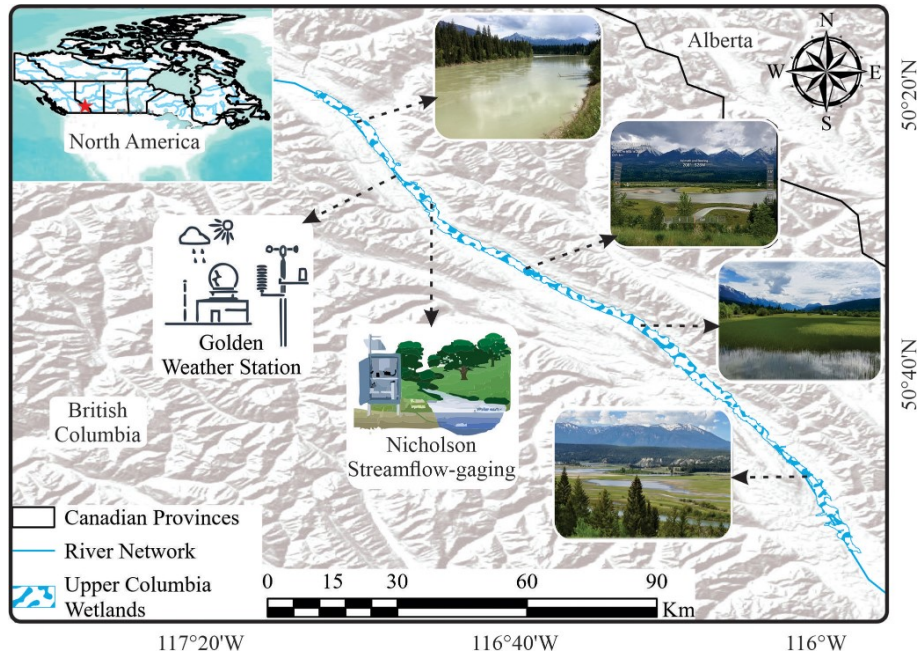 North America
Alberta
N
W
E
S
50°20'N
Golden
Weather Station
50°40'N
British
Columbia
Nicholson
Streamflow-gaging
Canadian Provinces
River Network
Upper Columbia
Wetlands
0
15
30
60
90
Km
117°20'W
116°40'W
116°W